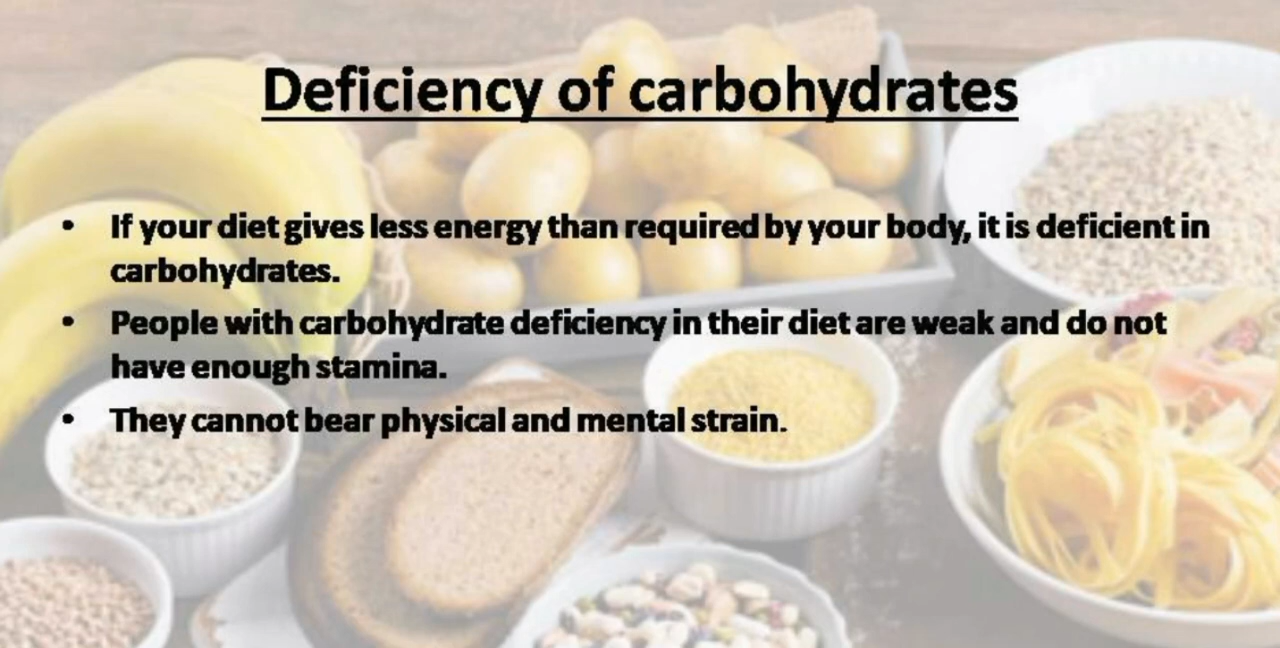 Deficiency of carbohydrates
• If your diet gives less energy than required by your body, it is deficient in
carbohydrates.
• People with carbohydrate deficiency in their diet are weak and do not
have enough stamina.
• They cannot bear physical and mental strain.